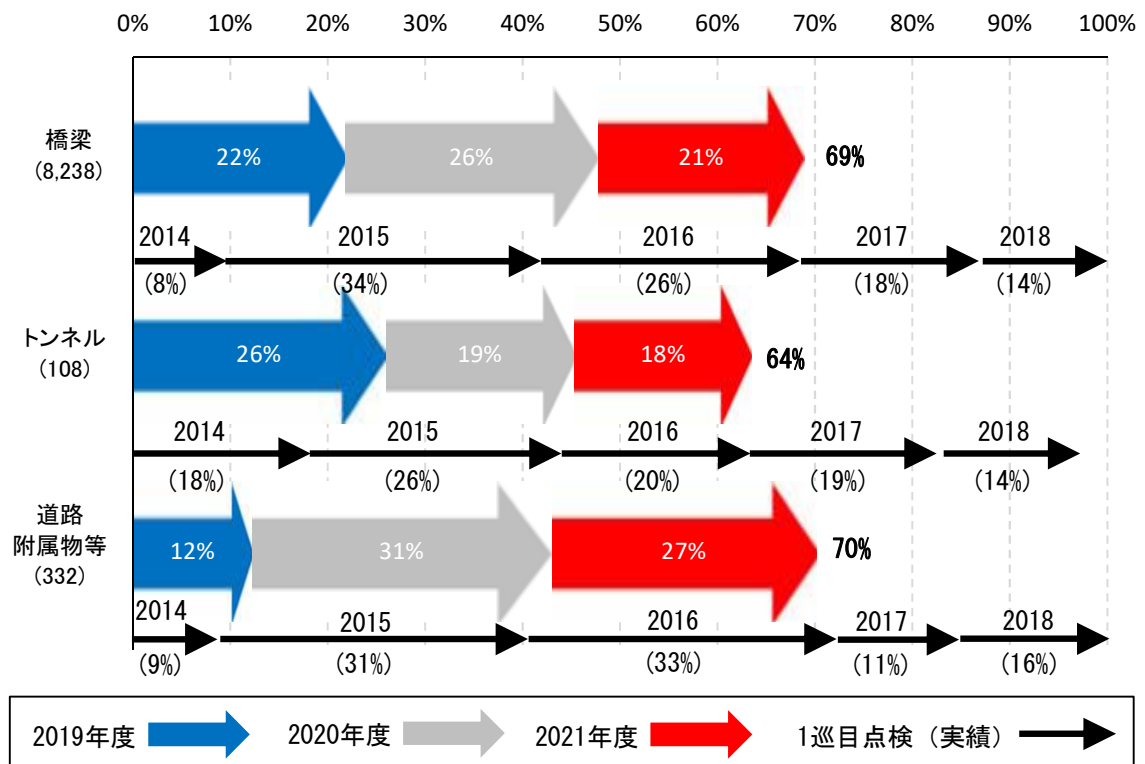 0% 10% 20% 30% 40% 50% 60% 70% 80% 90% 100%
橋梁
(8,238)
22% 26% 21% 69%
2014 2015 2016 2017 2018
(8%) (34%) (26%) (18%) (14%)
トンネル
(108)
26% 19% 18% 64%
2014 2015 2016 2017 2018
(18%) (26%) (20%) (19%) (14%)
道路
附属物等
(332)
12% 31% 27% 70%
2014 2015 2016 2017 2018
(9%) (31%) (33%) (11%) (16%)
2019年度 2020年度 2021年度 1巡目点検（実績）